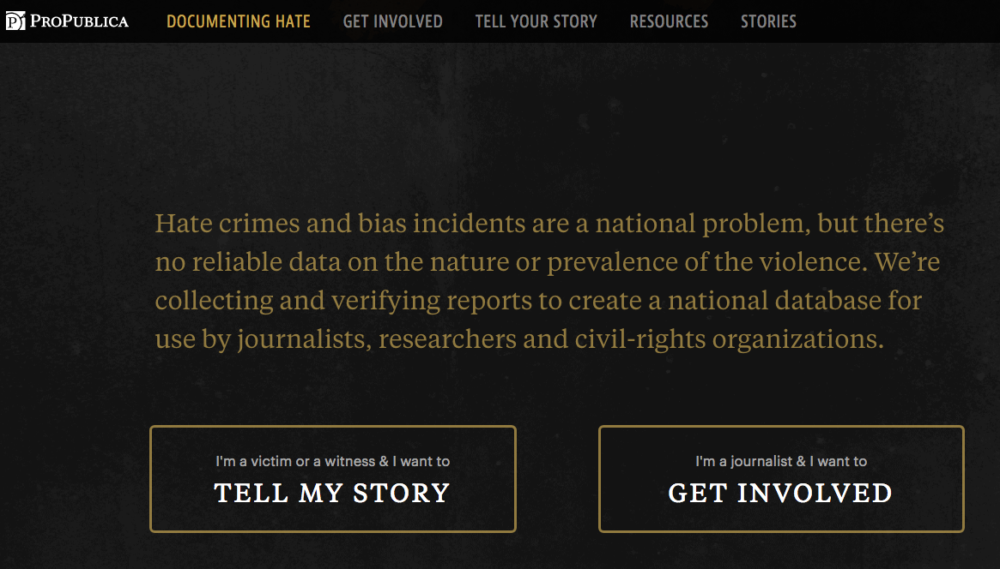 PROPUBLICA DOCUMENTING HATE GET INVOLVED TELL YOUR STORY RESOURCES STORIES
Hate crimes and bias incidents are a national problem, but there’s
no reliable data on the nature or prevalence of the violence. We’re
collecting and verifying reports to create a national database for
use by journalists, researchers and civil-rights organizations.
I'm a victim or a witness & I want to
TELL MY STORY
I'm a journalist & I want to
GET INVOLVED